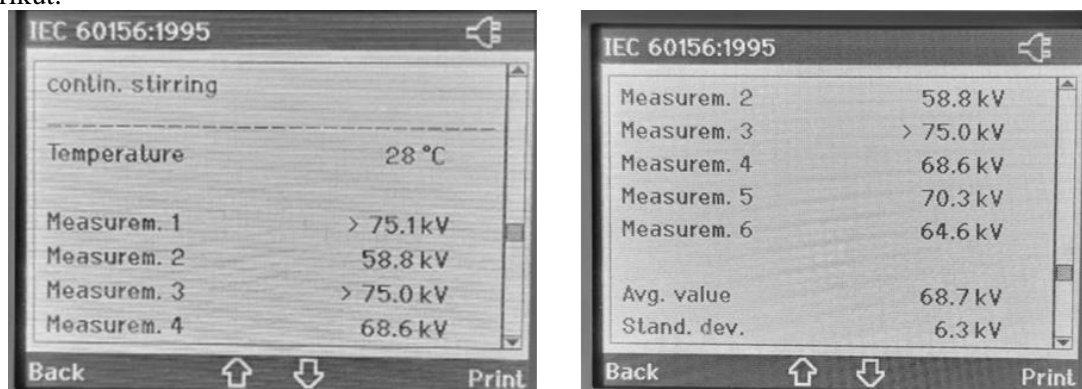 IEC 60156:1995
contin. stirring
Temperature 28 °C
Measurem. 1 > 75.1 kV
Measurem. 2 58.8 kV
Measurem. 3 > 75.0 kV
Measurem. 4 68.6 kV
Back Print
IEC 60156:1995
Measurem. 2 58.8 kV
Measurem. 3 > 75.0 kV
Measurem. 4 68.6 kV
Measurem. 5 70.3 kV
Measurem. 6 64.6 kV
Avg. value 68.7 kV
Stand. dev. 6.3 kV
Back Print